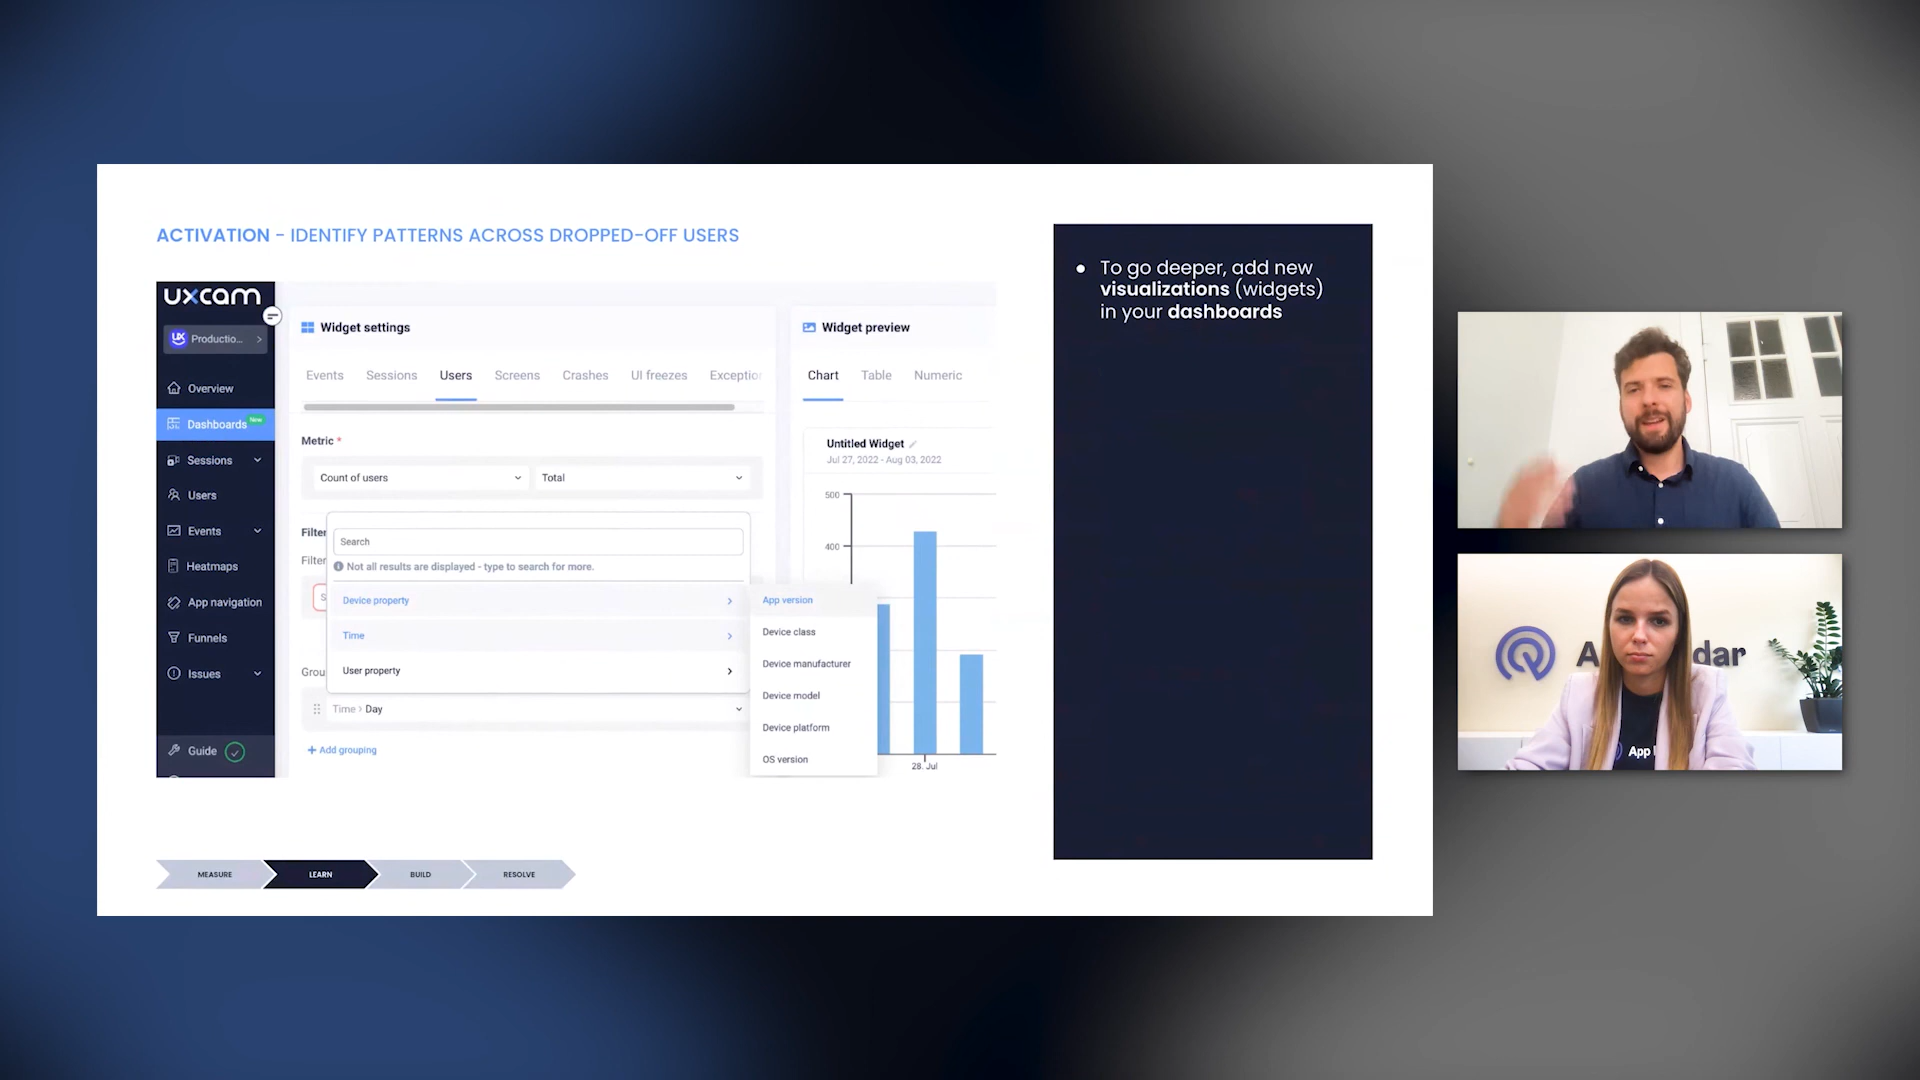 ACTIVATION - IDENTIFY PATTERNS ACROSS DROPPED-OFF USERS
uxcam
Productio...
Overview
Dashboards New
Sessions
Users
Events
Heatmaps
App navigation
Funnels
Issues
Guide
Widget settings
Events Sessions Users Screens Crashes UI freezes Exception
Metric *
Count of users Total
Filter
Filter
Search
Not all results are displayed - type to search for more.
Device property
Time
User property
App version
Device class
Device manufacturer
Device model
Device platform
OS version
Grou
Time > Day
+ Add grouping
Widget preview
Chart Table Numeric
Untitled Widget
Jul 27, 2022 - Aug 03, 2022
500
400
28. Jul
• To go deeper, add new
visualizations (widgets)
in your dashboards
MEASURE LEARN BUILD RESOLVE
A dar
App